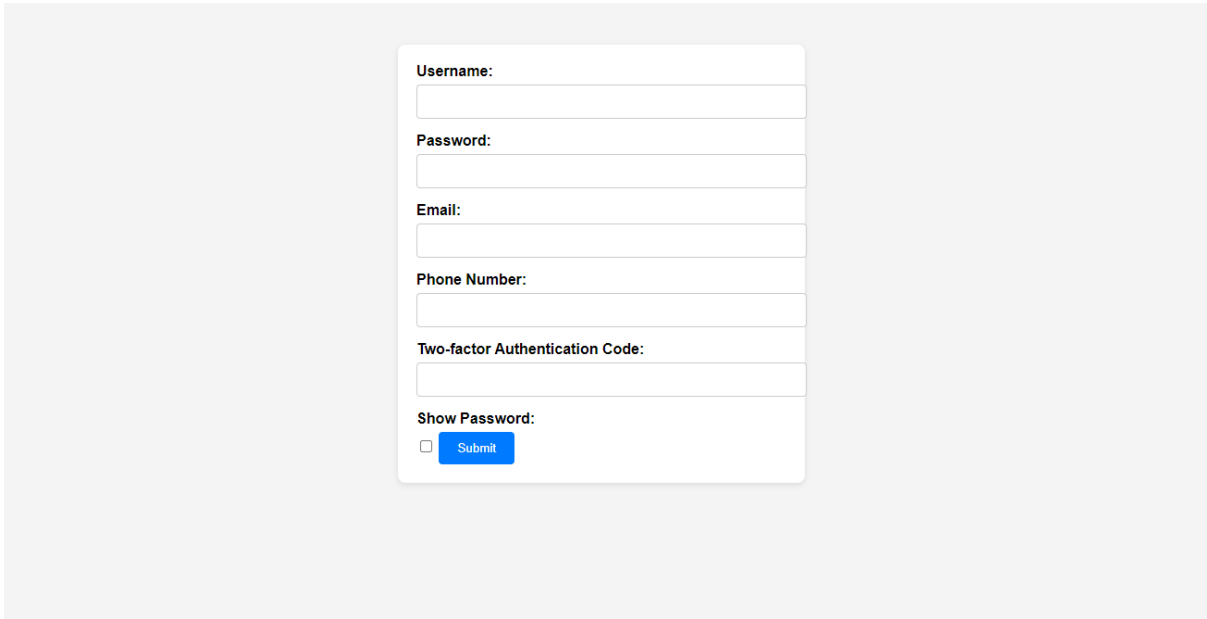 Username:
Password:
Email:
Phone Number:
Two-factor Authentication Code:
Show Password:
Submit